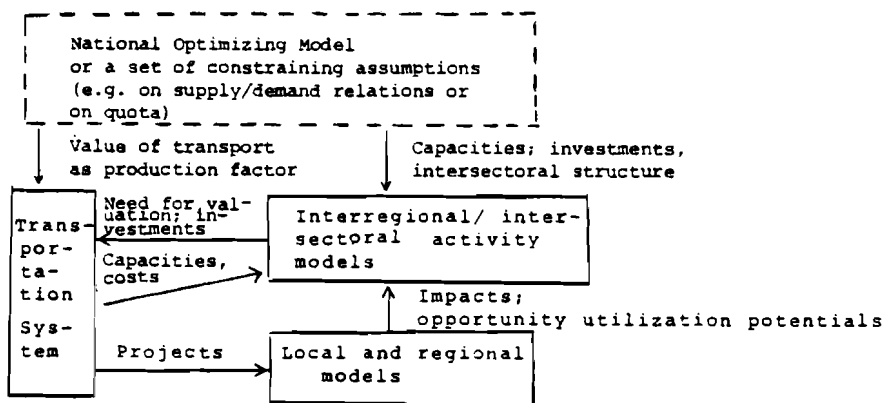 National Optimizing Model
or a set of constraining assumptions
(e.g. on supply/demand relations or
on quota)
Value of transport
as production factor
Capacities; investments,
intersectoral structure
Need for val-
uation; in-
vestments
Trans-
por-
ta-
tion
Sys-
tem
Interregional/ inter-
sectoral activity
models
Capacities,
costs
Impacts;
opportunity utilization potentials
Projects
Local and regional
models